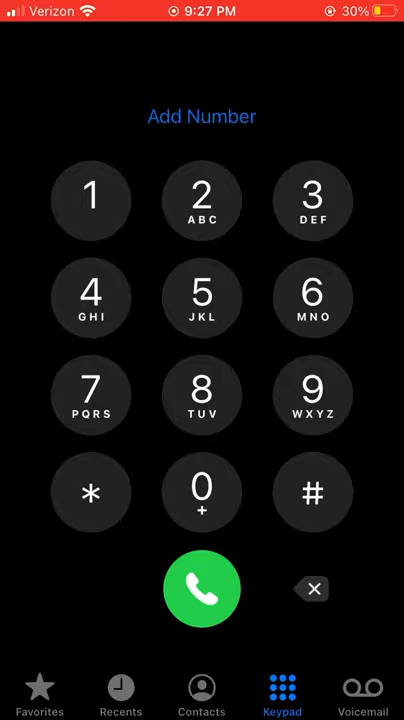 Verizon 9:27 PM 30%
Add Number
1 2 3
ABC DEF
4 5 6
GHI JKL MNO
7 8 9
PQRS TUV WXYZ
* 0 #
+
Favorites Recents Contacts Keypad Voicemail